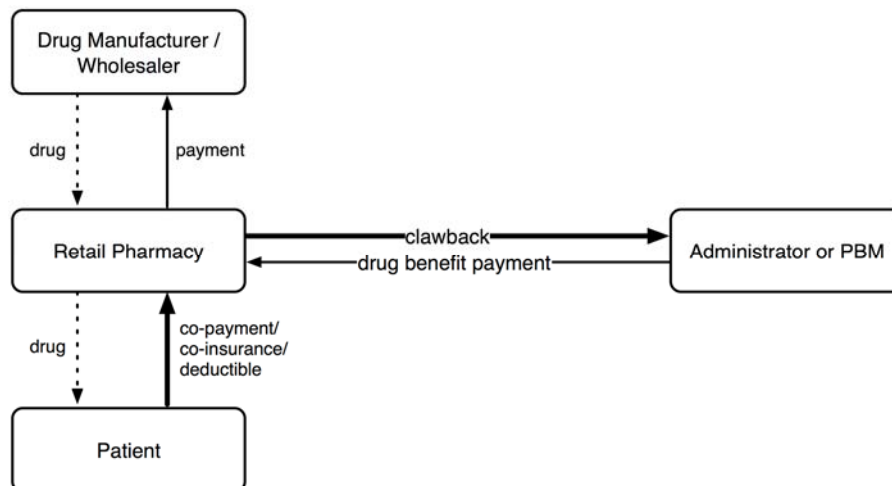 Drug Manufacturer /
Wholesaler
drug
payment
Retail Pharmacy
clawback
drug benefit payment
Administrator or PBM
drug
co-payment/
co-insurance/
deductible
Patient